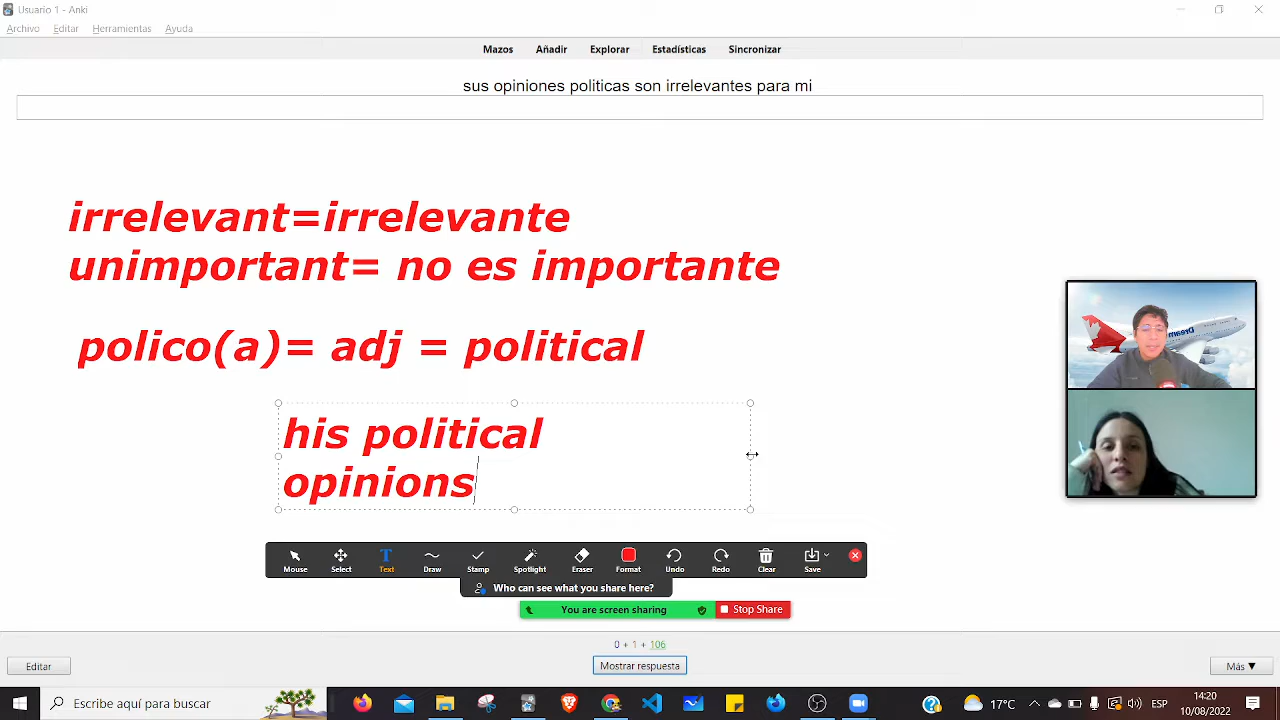 Usuario 1 - Anki
Archivo Editar Herramientas Ayuda
Mazos Añadir Explorar Estadísticas Sincronizar
sus opiniones politicas son irrelevantes para mi
irrelevant=irrelevante
unimportant= no es importante
polico(a)= adj = political
his political
opinions
Mouse Select Text Draw Stamp Spotlight Eraser Format Undo Redo Clear Save
Who can see what you share here?
You are screen sharing Stop Share
0 + 1 + 106
Editar Mostrar respuesta Más ▼
Escribe aquí para buscar
17°C ESP 14:20
10/08/2022